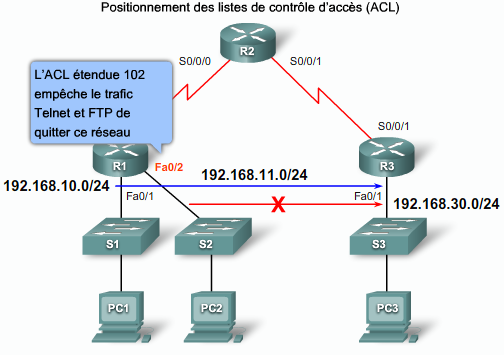 Positionnement des listes de contrôle d'accès (ACL)
S0/0/0
R2
S0/0/1
L'ACL étendue 102
empêche le trafic
Telnet et FTP de
quitter ce réseau
S0/0/1
R1
Fa0/2
R3
192.168.11.0/24
192.168.10.0/24
Fa0/1
Fa0/1
192.168.30.0/24
X
S1
S2
S3
PC1
PC2
PC3